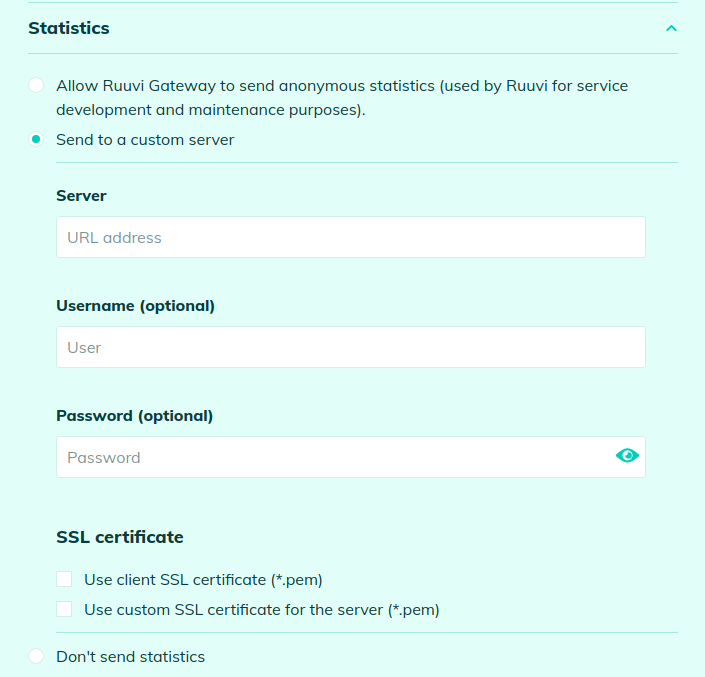 Statistics
Allow Ruuvi Gateway to send anonymous statistics (used by Ruuvi for service
development and maintenance purposes).
Send to a custom server
Server
URL address
Username (optional)
User
Password (optional)
Password
SSL certificate
Use client SSL certificate (*.pem)
Use custom SSL certificate for the server (*.pem)
Don't send statistics